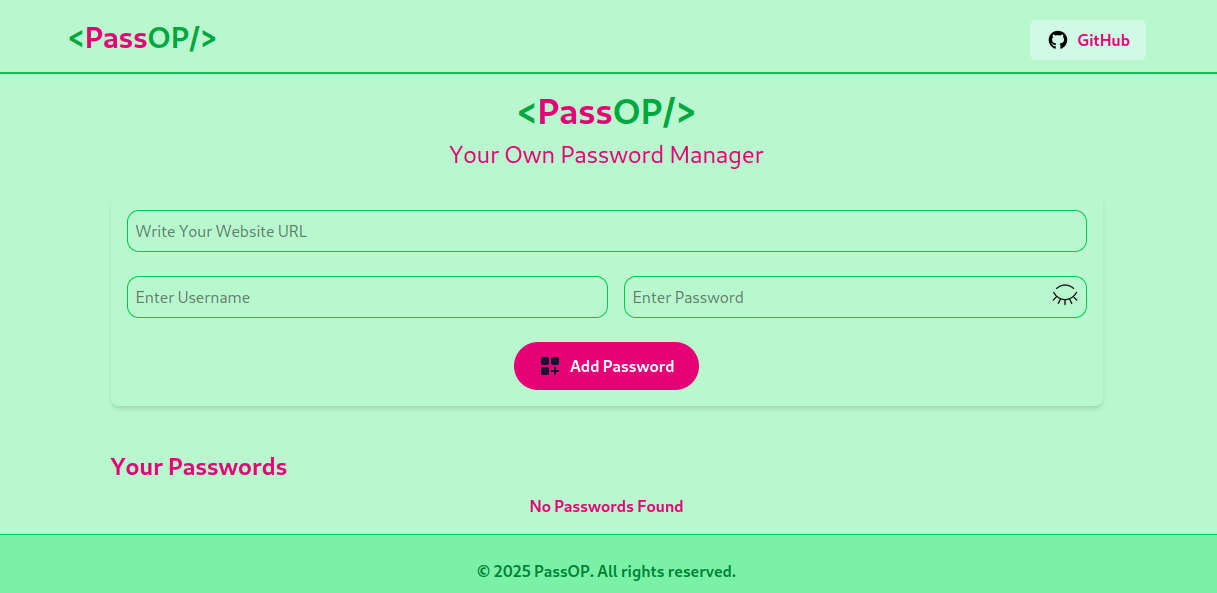 <PassOP/>
GitHub
<PassOP/>
Your Own Password Manager
Write Your Website URL
Enter Username
Enter Password
Add Password
Your Passwords
No Passwords Found
© 2025 PassOP. All rights reserved.